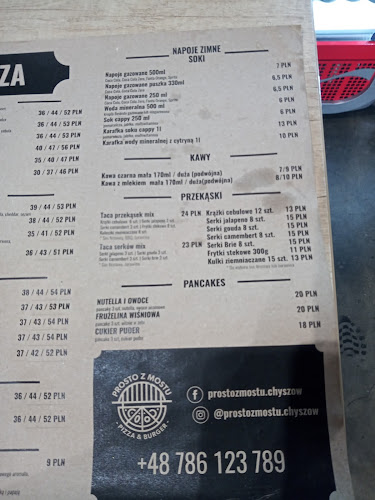 ZZA
36 / 44 / 52 PLN
36 / 44 / 53 PLN
36 / 44 / 53 PLN
40 / 47 / 56 PLN
35 / 40 / 47 PLN
30 / 37 / 46 PLN
39 / 44 / 53 PLN
38 / 44 / 52 PLN
35 / 41 / 52 PLN
36 / 43 / 51 PLN
38 / 44 / 54 PLN
37 / 43 / 53 PLN
37 / 43 / 54 PLN
37 / 43 / 54 PLN
37 / 42 / 52 PLN
36 / 44 / 52 PLN
36 / 44 / 52 PLN
9 PLN
NAPOJE ZIMNE
SOKI
Napoje gazowane 500ml 7 PLN
Napoje gazowane puszka 330ml 6,5 PLN
Napoje gazowane 250 ml 6,5 PLN
Woda mineralna 500 ml 6 PLN
Sok cappy 250 ml 6 PLN
Karafka soku cappy 1l 13 PLN
Karafka wody mineralnej z cytryną 1l 10 PLN
KAWY
Kawa czarna mała 170ml / duża (podwójna) 7/9 PLN
Kawa z mlekiem mała 170ml / duża(podwójna) 8/10 PLN
PRZEKĄSKI
Taca przekąsek mix 24 PLN
Taca serków mix 23 PLN
Krążki cebulowe 12 szt. 13 PLN
Serki jalapeno 8 szt. 15 PLN
Serki gouda 8 szt. 15 PLN
Serki camembert 8 szt. 15 PLN
Serki Brie 8 szt. 15 PLN
Frytki stekowe 300g 11 PLN
Kulki ziemniaczane 15 szt. 13 PLN
PANCAKES
NUTELLA I OWOCE 20 PLN
FRUŻELINA WIŚNIOWA 20 PLN
CUKIER PUDER 18 PLN
PROSTO Z MOSTU
- PIZZA & BURGER -
prostozmostu.chyszow
@prostozmostu.chyszow
+48 786 123 789